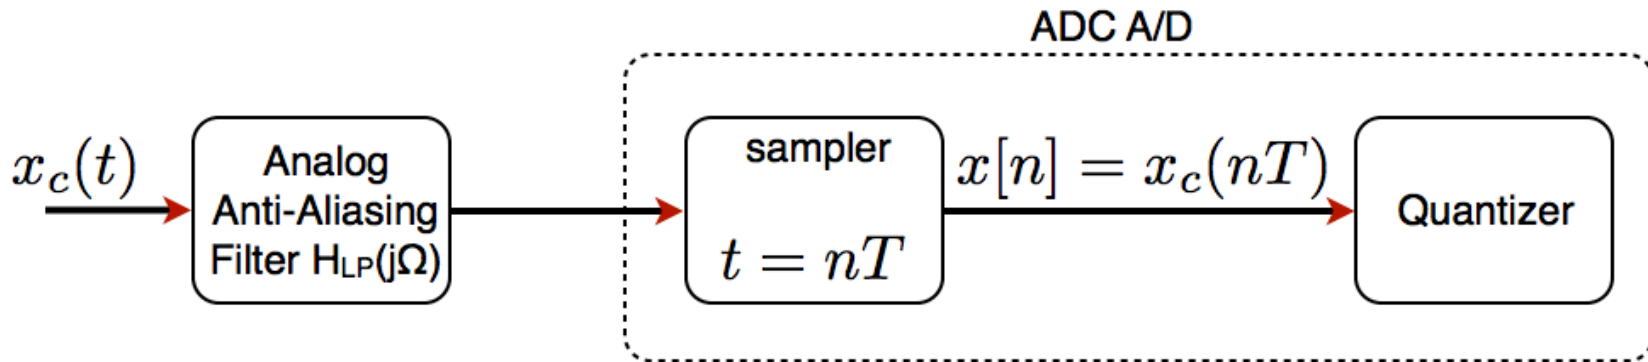 ADC A/D
x_c(t)
Analog
Anti-Aliasing
Filter H_LP(jΩ)
sampler
t = nT
x[n] = x_c(nT)
Quantizer